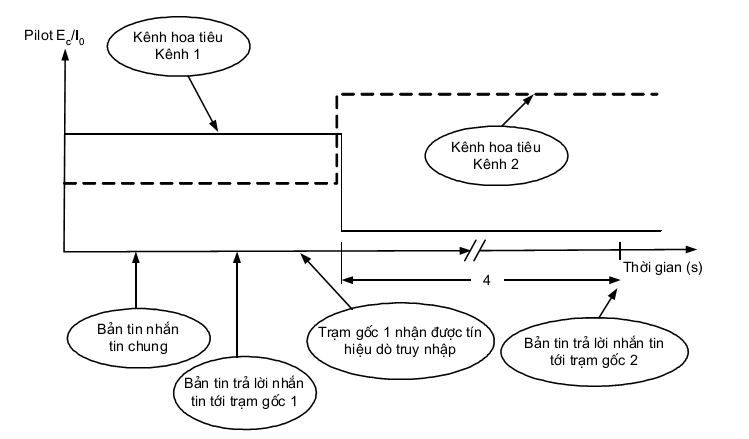 Pilot Ec/I0
Kênh hoa tiêu
Kênh 1
Kênh hoa tiêu
Kênh 2
Thời gian (s)
4
Bản tin nhắn
tin chung
Trạm gốc 1 nhận được tín
hiệu dò truy nhập
Bản tin trả lời nhắn tin
tới trạm gốc 2
Bản tin trả lời nhắn
tin tới trạm gốc 1